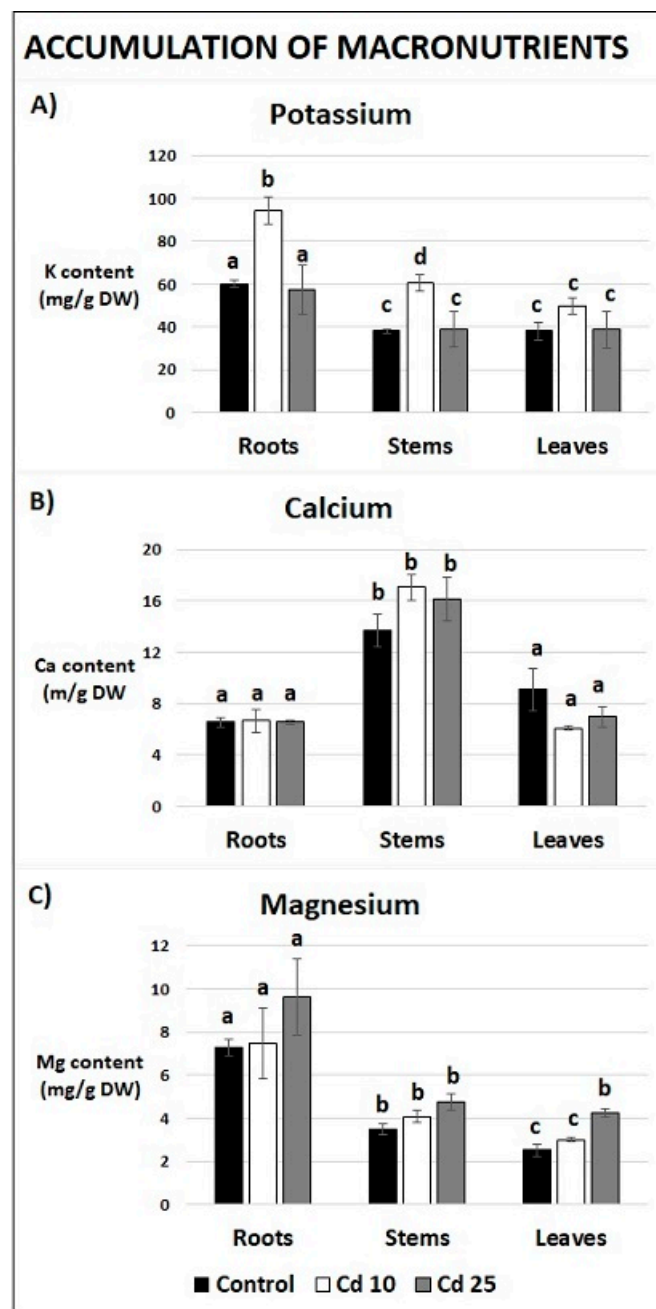 ACCUMULATION OF MACRONUTRIENTS
A)
Potassium
120
100
80
60
40
20
0
K content
(mg/g DW)
a b a
c d c
c c c
Roots Stems Leaves
B)
Calcium
20
16
12
8
4
0
Ca content
(m/g DW
a a a
b b b
a a a
Roots Stems Leaves
C)
Magnesium
12
10
8
6
4
2
0
Mg content
(mg/g DW)
a a a
b b b
c c b
Roots Stems Leaves
Control Cd 10 Cd 25